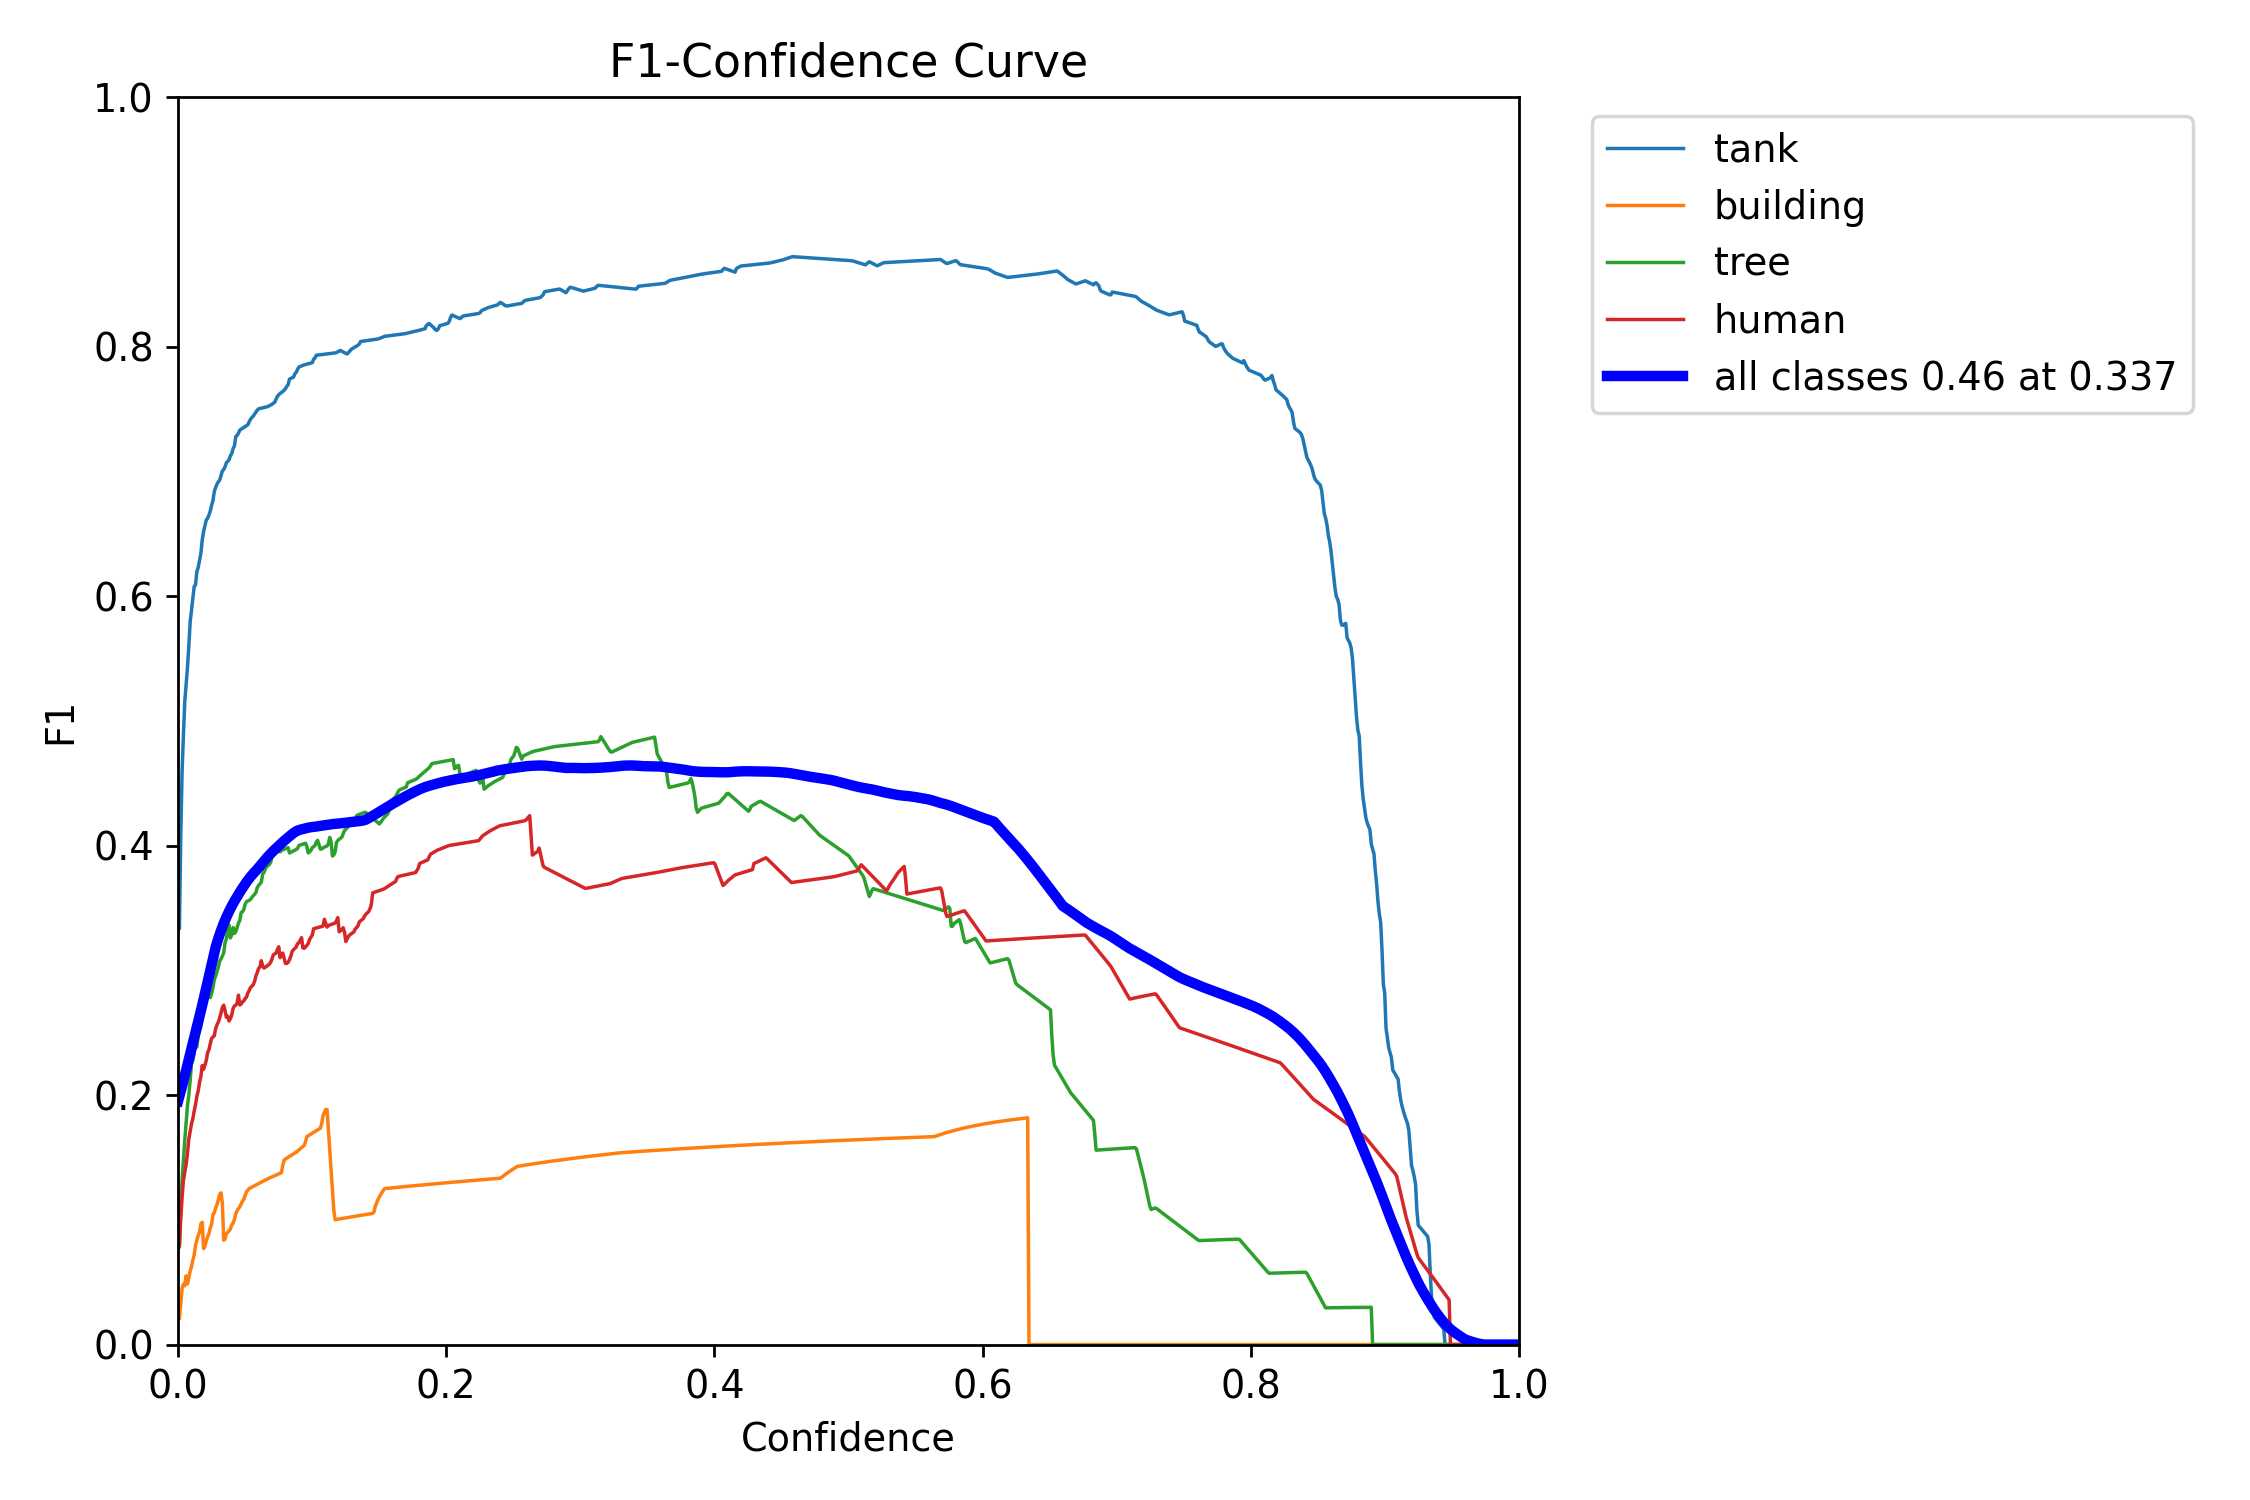 F1-Confidence Curve
1.0
0.8
0.6
0.4
0.2
0.0
F1
0.0 0.2 0.4 0.6 0.8 1.0
Confidence
tank
building
tree
human
all classes 0.46 at 0.337